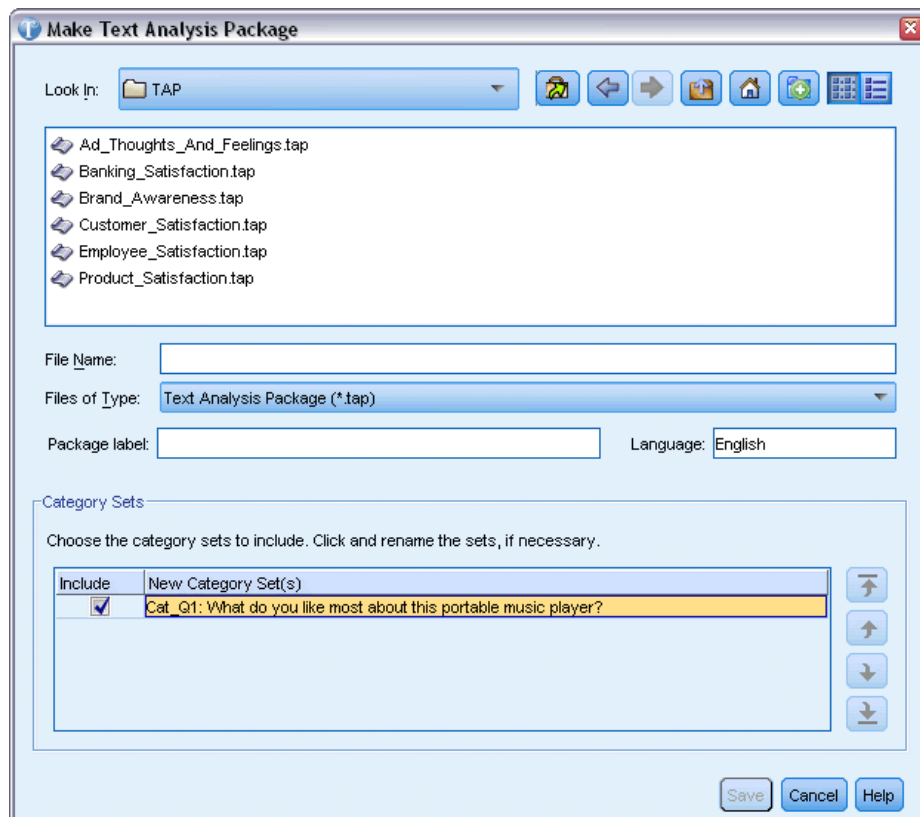 Make Text Analysis Package
Look In: TAP
Ad_Thoughts_And_Feelings.tap
Banking_Satisfaction.tap
Brand_Awareness.tap
Customer_Satisfaction.tap
Employee_Satisfaction.tap
Product_Satisfaction.tap
File Name:
Files of Type: Text Analysis Package (*.tap)
Package label: Language: English
Category Sets
Choose the category sets to include. Click and rename the sets, if necessary.
Include New Category Set(s)
Cat_Q1: What do you like most about this portable music player?
Save Cancel Help